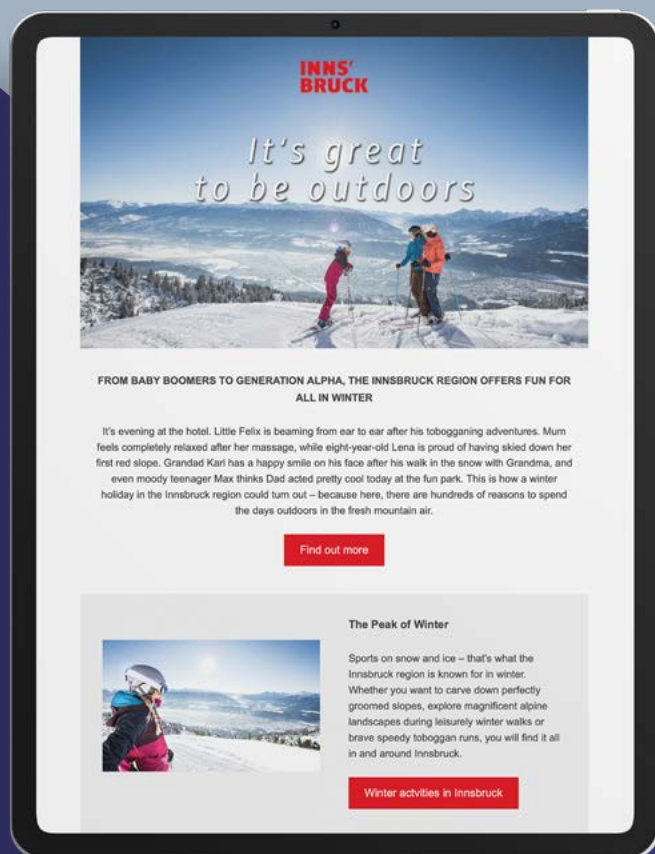 INNS'
BRUCK
It's great
to be outdoors
FROM BABY BOOMERS TO GENERATION ALPHA, THE INNSBRUCK REGION OFFERS FUN FOR
ALL IN WINTER
It's evening at the hotel. Little Felix is beaming from ear to ear after his tobogganing adventures. Mum
feels completely relaxed after her massage, while eight-year-old Lena is proud of having skied down her
first red slope. Grandad Karl has a happy smile on his face after his walk in the snow with Grandma, and
even moody teenager Max thinks Dad acted pretty cool today at the fun park. This is how a winter
holiday in the Innsbruck region could turn out – because here, there are hundreds of reasons to spend
the days outdoors in the fresh mountain air.
Find out more
The Peak of Winter
Sports on snow and ice – that's what the
Innsbruck region is known for in winter.
Whether you want to carve down perfectly
groomed slopes, explore magnificent alpine
landscapes during leisurely winter walks or
brave speedy toboggan runs, you will find it all
in and around Innsbruck.
Winter actvities in Innsbruck